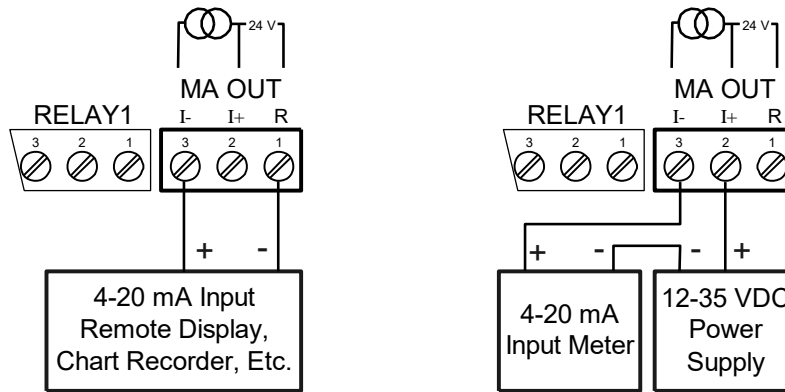 24 V
MA OUT
RELAY1 I- I+ R
3 2 1 3 2 1
+ -
4-20 mA Input
Remote Display,
Chart Recorder, Etc.
24 V
MA OUT
RELAY1 I- I+ R
3 2 1 3 2 1
+ - - +
4-20 mA
Input Meter
12-35 VDC
Power
Supply